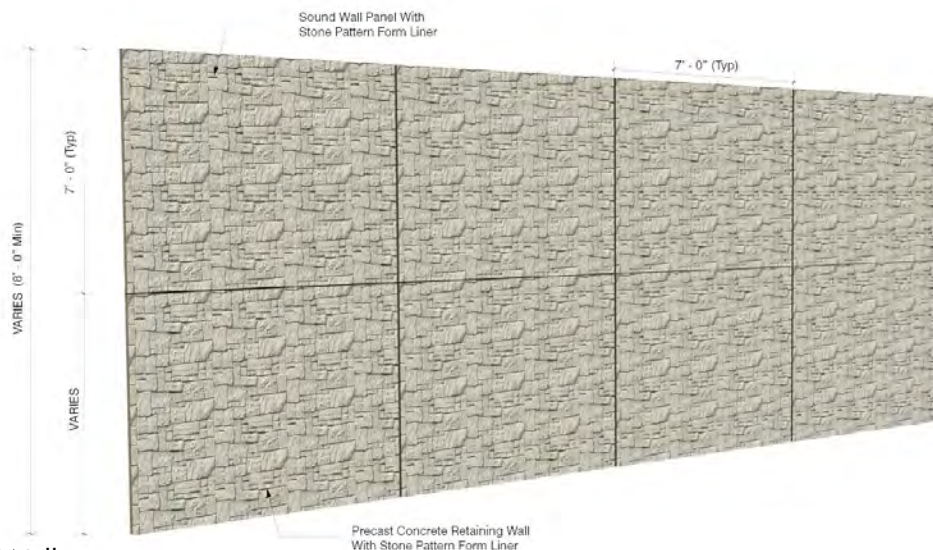 Sound Wall Panel With
Stone Pattern Form Liner
7' - 0" (Typ)
7' - 0" (Typ)
VARIES (8' - 0" Min)
VARIES
Precast Concrete Retaining Wall
With Stone Pattern Form Liner